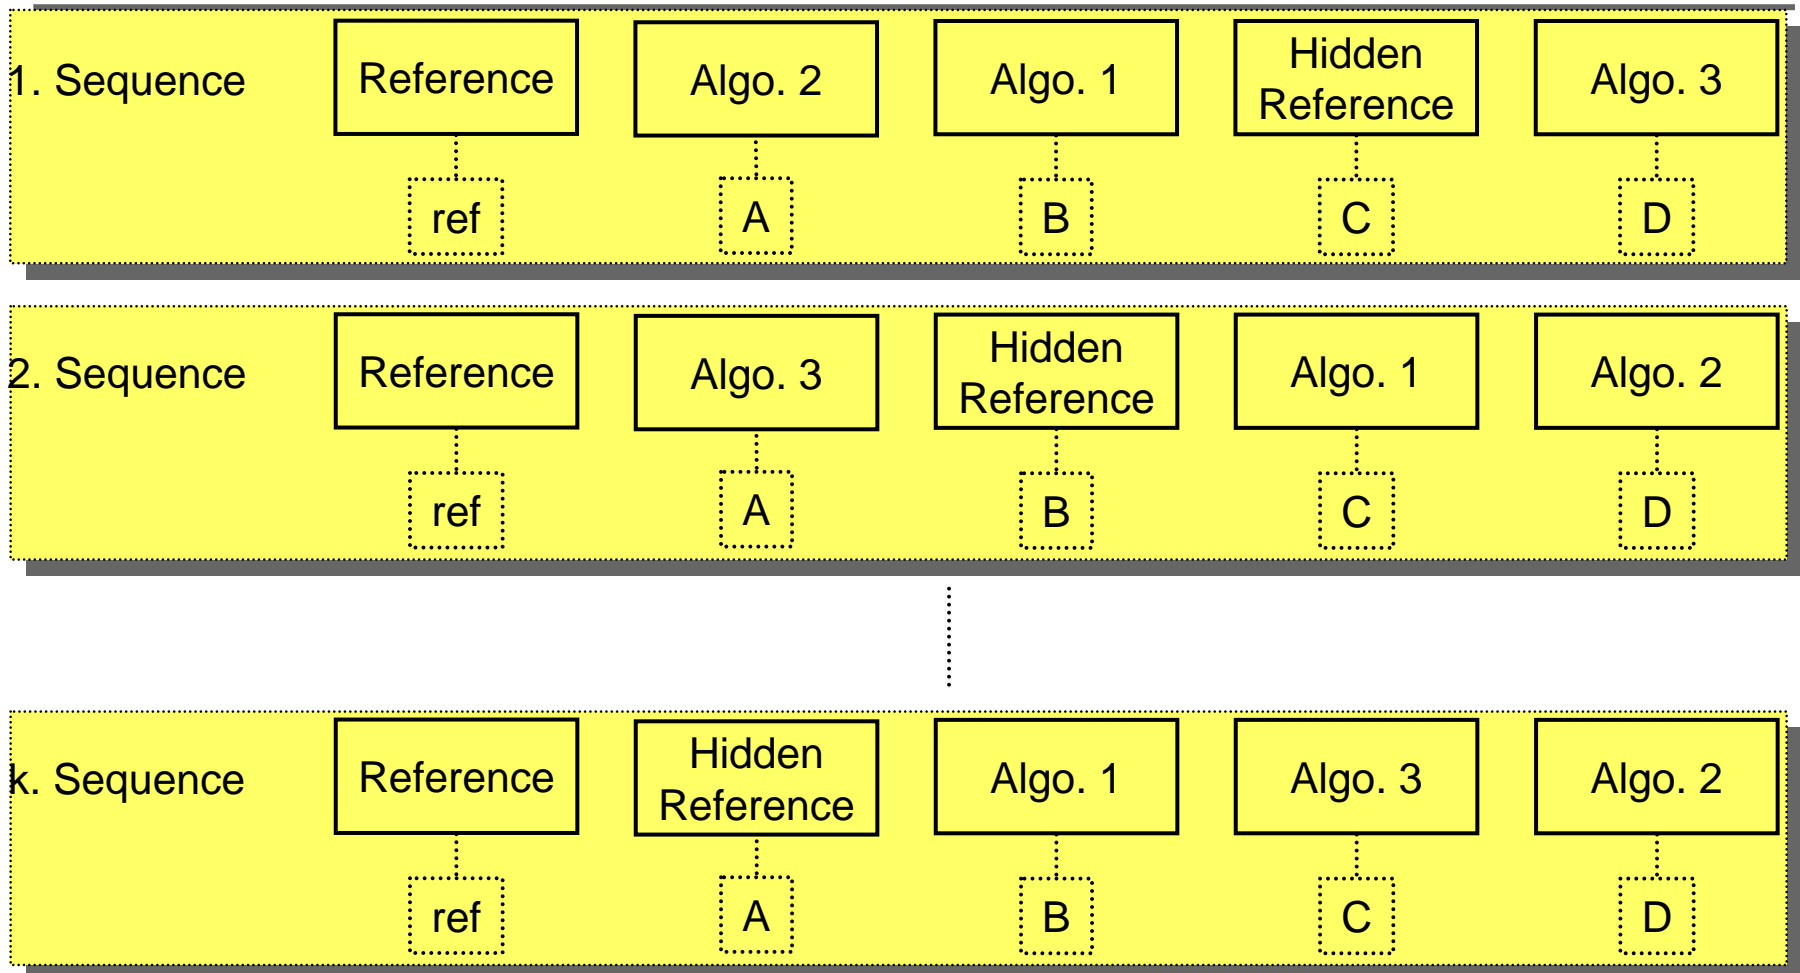 1. Sequence Reference Algo. 2 Algo. 1 Hidden Reference Algo. 3
ref A B C D
2. Sequence Reference Algo. 3 Hidden Reference Algo. 1 Algo. 2
ref A B C D
k. Sequence Reference Hidden Reference Algo. 1 Algo. 3 Algo. 2
ref A B C D